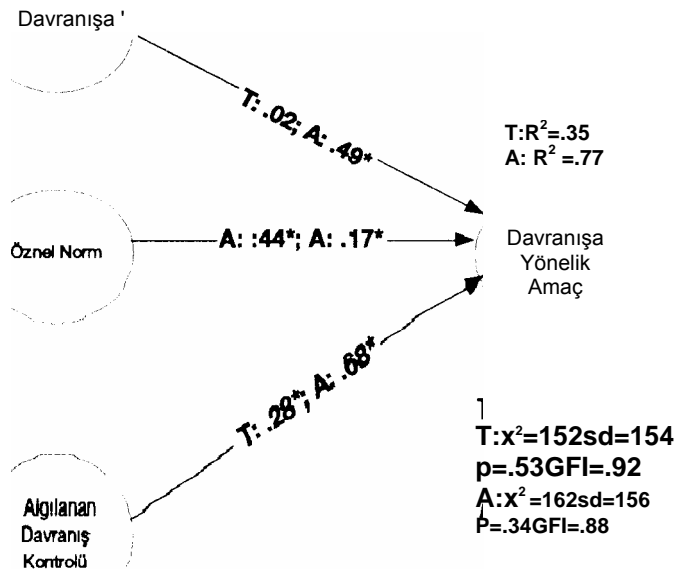 Davranışa '
T: .02; A: .49*
T:R²=.35
A: R² =.77
Öznel Norm
A: :44*; A: .17*
Davranışa
Yönelik
Amaç
T: .28*; A: .68*
T:x²=152sd=154
p=.53GFI=.92
A:x² =162sd=156
P=.34GFI=.88
Algılanan
Davranış
Kontrolü